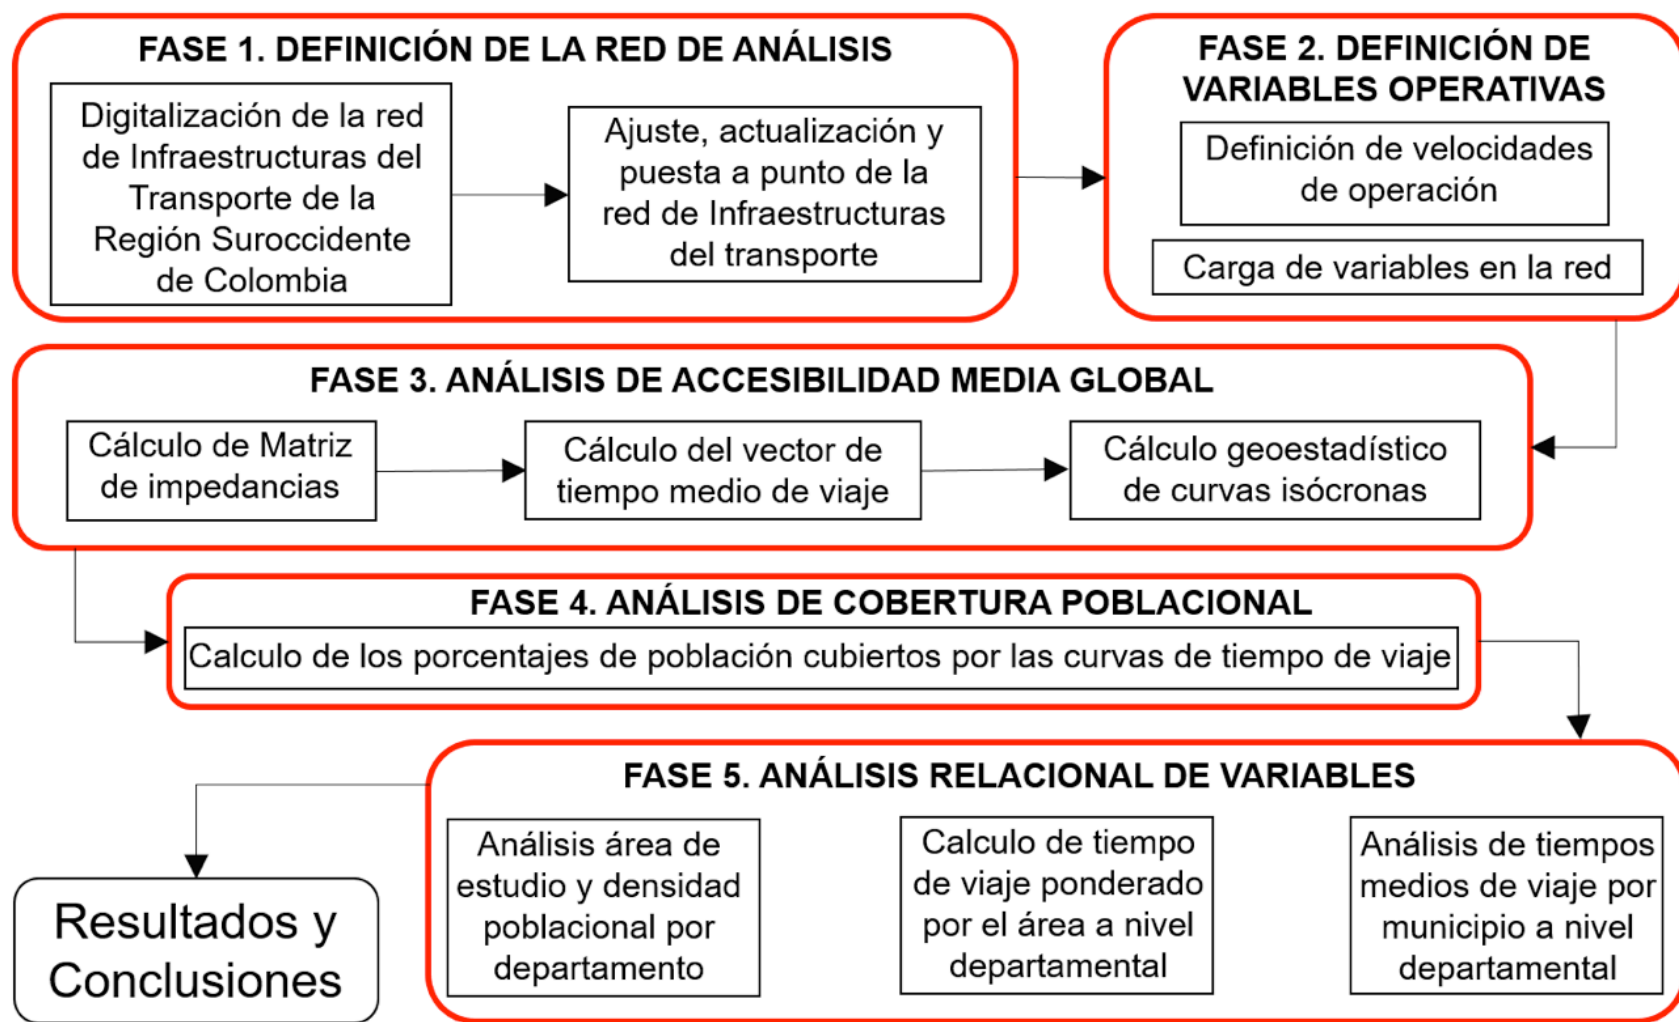 FASE 1. DEFINICIÓN DE LA RED DE ANÁLISIS
Digitalización de la red
de Infraestructuras del
Transporte de la
Región Suroccidente
de Colombia
Ajuste, actualización y
puesta a punto de la
red de Infraestructuras
del transporte
FASE 2. DEFINICIÓN DE
VARIABLES OPERATIVAS
Definición de velocidades
de operación
Carga de variables en la red
FASE 3. ANÁLISIS DE ACCESIBILIDAD MEDIA GLOBAL
Cálculo de Matriz
de impedancias
Cálculo del vector de
tiempo medio de viaje
Cálculo geoestadístico
de curvas isócronas
FASE 4. ANÁLISIS DE COBERTURA POBLACIONAL
Calculo de los porcentajes de población cubiertos por las curvas de tiempo de viaje
FASE 5. ANÁLISIS RELACIONAL DE VARIABLES
Análisis área de
estudio y densidad
poblacional por
departamento
Calculo de tiempo
de viaje ponderado
por el área a nivel
departamental
Análisis de tiempos
medios de viaje por
municipio a nivel
departamental
Resultados y
Conclusiones